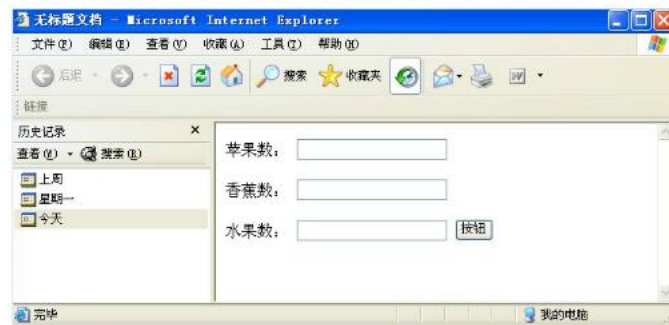 无标题文档 - Microsoft Internet Explorer
文件(F) 编辑(E) 查看(V) 收藏(A) 工具(T) 帮助(H)
后退 搜索 收藏夹
链接
历史记录 ×
查看(V) 搜索(R)
上周
星期一
今天
苹果数:
香蕉数:
水果数: 按钮
完毕 我的电脑